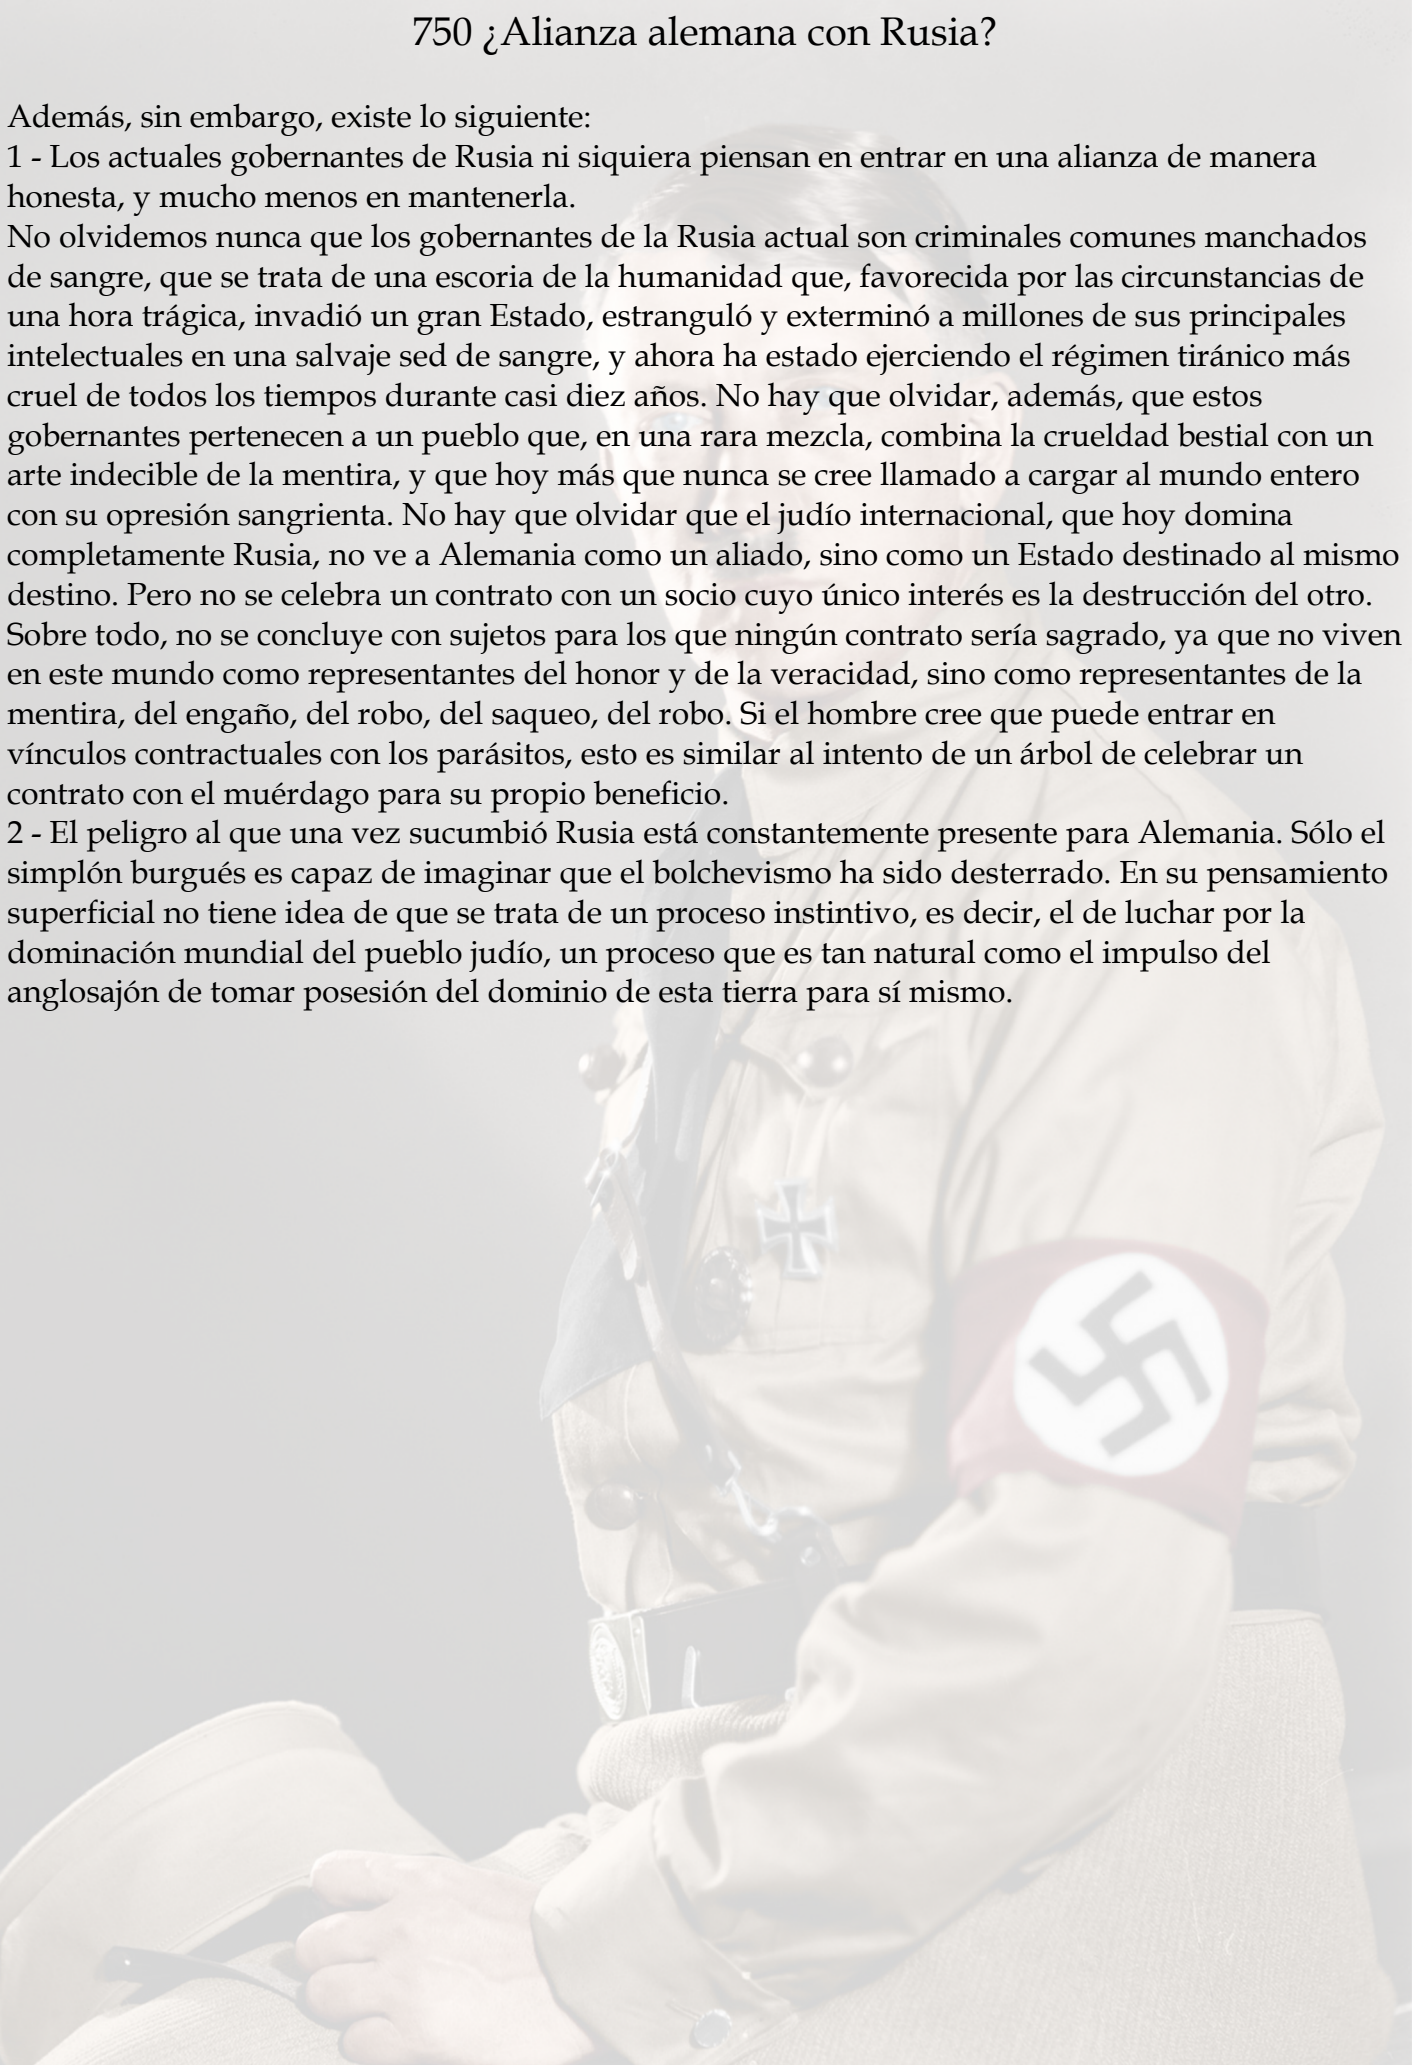 750 ¿Alianza alemana con Rusia?
Además, sin embargo, existe lo siguiente:
1 - Los actuales gobernantes de Rusia ni siquiera piensan en entrar en una alianza de manera
honesta, y mucho menos en mantenerla.
No olvidemos nunca que los gobernantes de la Rusia actual son criminales comunes manchados
de sangre, que se trata de una escoria de la humanidad que, favorecida por las circunstancias de
una hora trágica, invadió un gran Estado, estranguló y exterminó a millones de sus principales
intelectuales en una salvaje sed de sangre, y ahora ha estado ejerciendo el régimen tiránico más
cruel de todos los tiempos durante casi diez años. No hay que olvidar, además, que estos
gobernantes pertenecen a un pueblo que, en una rara mezcla, combina la crueldad bestial con un
arte indecible de la mentira, y que hoy más que nunca se cree llamado a cargar al mundo entero
con su opresión sangrienta. No hay que olvidar que el judío internacional, que hoy domina
completamente Rusia, no ve a Alemania como un aliado, sino como un Estado destinado al mismo
destino. Pero no se celebra un contrato con un socio cuyo único interés es la destrucción del otro.
Sobre todo, no se concluye con sujetos para los que ningún contrato sería sagrado, ya que no viven
en este mundo como representantes del honor y de la veracidad, sino como representantes de la
mentira, del engaño, del robo, del saqueo, del robo. Si el hombre cree que puede entrar en
vínculos contractuales con los parásitos, esto es similar al intento de un árbol de celebrar un
contrato con el muérdago para su propio beneficio.
2 - El peligro al que una vez sucumbió Rusia está constantemente presente para Alemania. Sólo el
simplón burgués es capaz de imaginar que el bolchevismo ha sido desterrado. En su pensamiento
superficial no tiene idea de que se trata de un proceso instintivo, es decir, el de luchar por la
dominación mundial del pueblo judío, un proceso que es tan natural como el impulso del
anglosajón de tomar posesión del dominio de esta tierra para sí mismo.